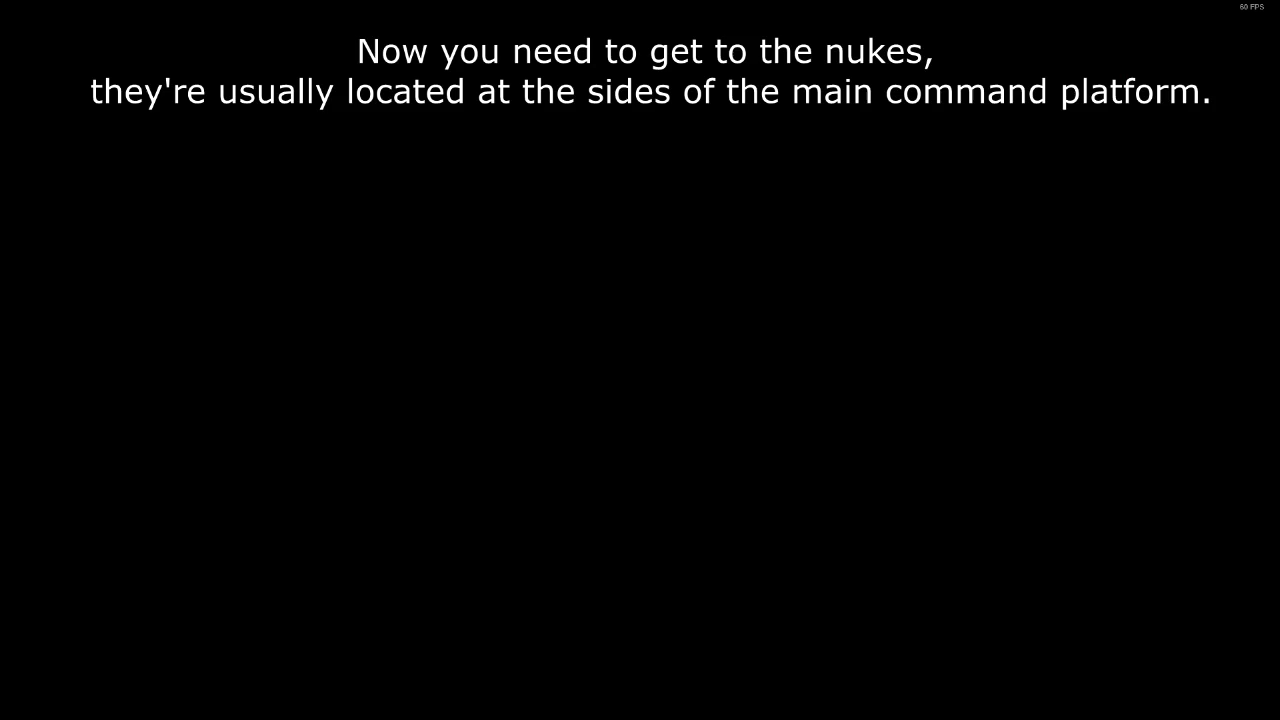 60 FPS
Now you need to get to the nukes,
they're usually located at the sides of the main command platform.